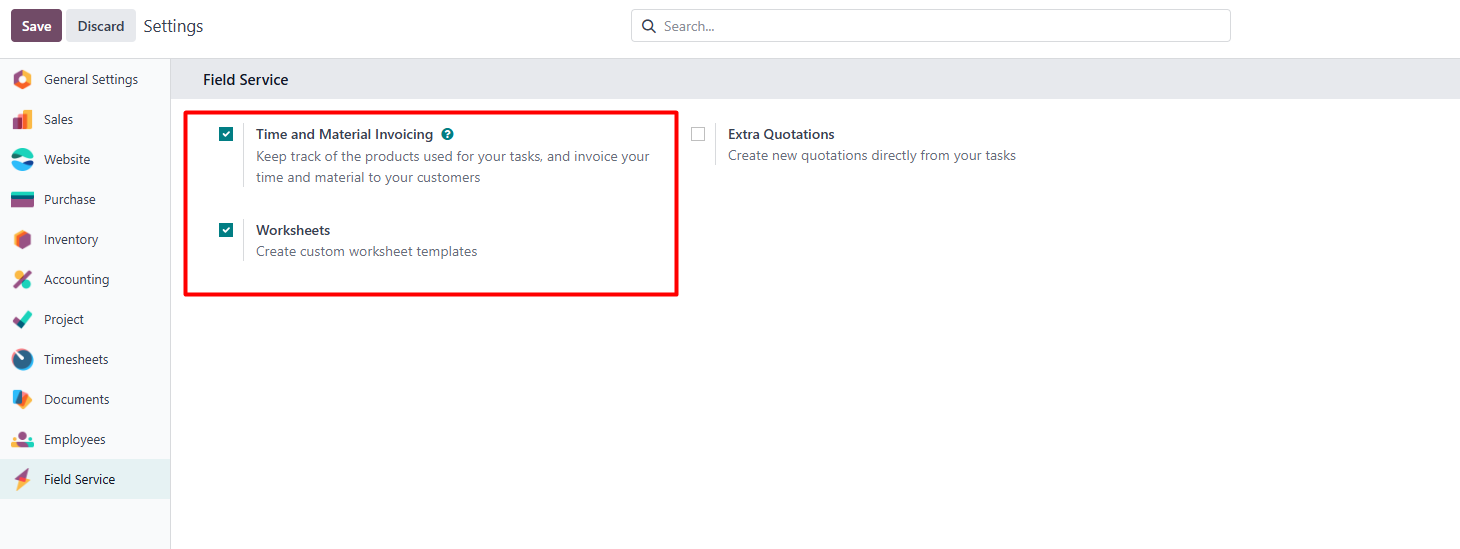 Save Discard Settings
Search...
General Settings
Sales
Website
Purchase
Inventory
Accounting
Project
Timesheets
Documents
Employees
Field Service
Field Service
Time and Material Invoicing ?
Keep track of the products used for your tasks, and invoice your
time and material to your customers
Extra Quotations
Create new quotations directly from your tasks
Worksheets
Create custom worksheet templates